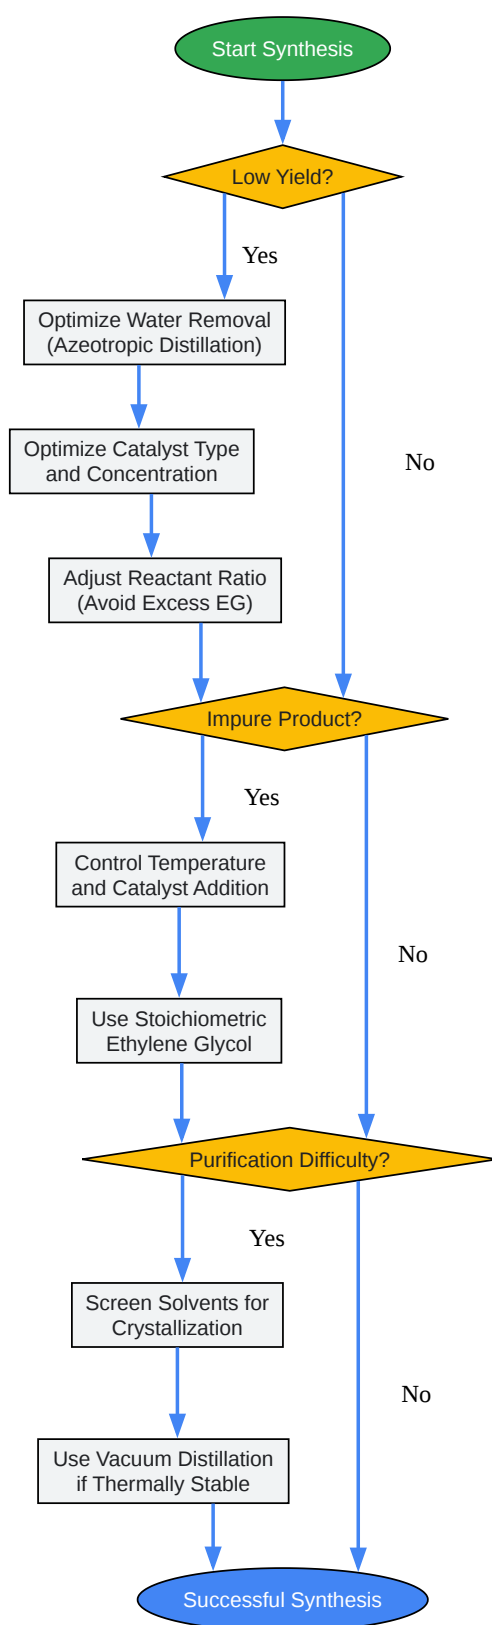 Start Synthesis
Low Yield?
Yes
Optimize Water Removal
(Azeotropic Distillation)
Optimize Catalyst Type
and Concentration
No
Adjust Reactant Ratio
(Avoid Excess EG)
Impure Product?
Yes
Control Temperature
and Catalyst Addition
No
Use Stoichiometric
Ethylene Glycol
Purification Difficulty?
Yes
Screen Solvents for
Crystallization
No
Use Vacuum Distillation
if Thermally Stable
Successful Synthesis